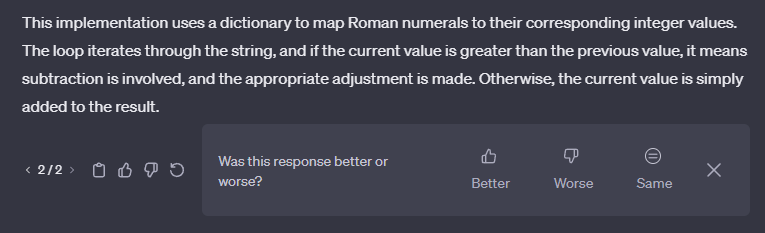 This implementation uses a dictionary to map Roman numerals to their corresponding integer values.
The loop iterates through the string, and if the current value is greater than the previous value, it means
subtraction is involved, and the appropriate adjustment is made. Otherwise, the current value is simply
added to the result.
< 2/2 >
Was this response better or
worse?
Better
Worse
Same